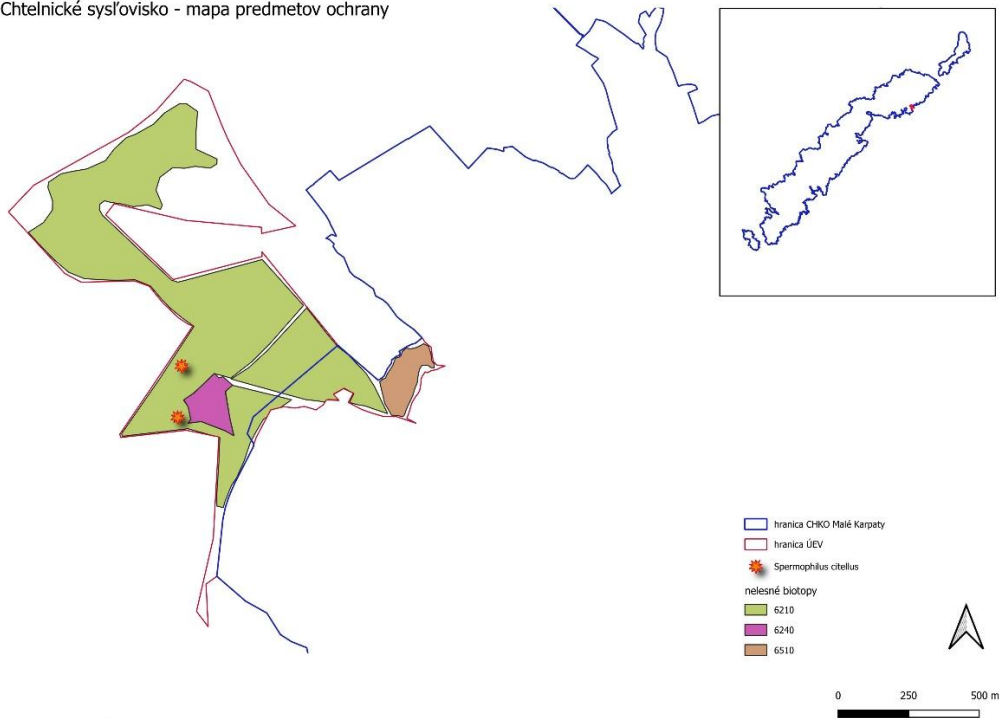 Chtelnické sysľovisko - mapa predmetov ochrany
hranica CHKO Malé Karpaty
hranica ÚEV
Spermophilus citellus
nelesné biotopy
6210
6240
6510
0 250 500 m